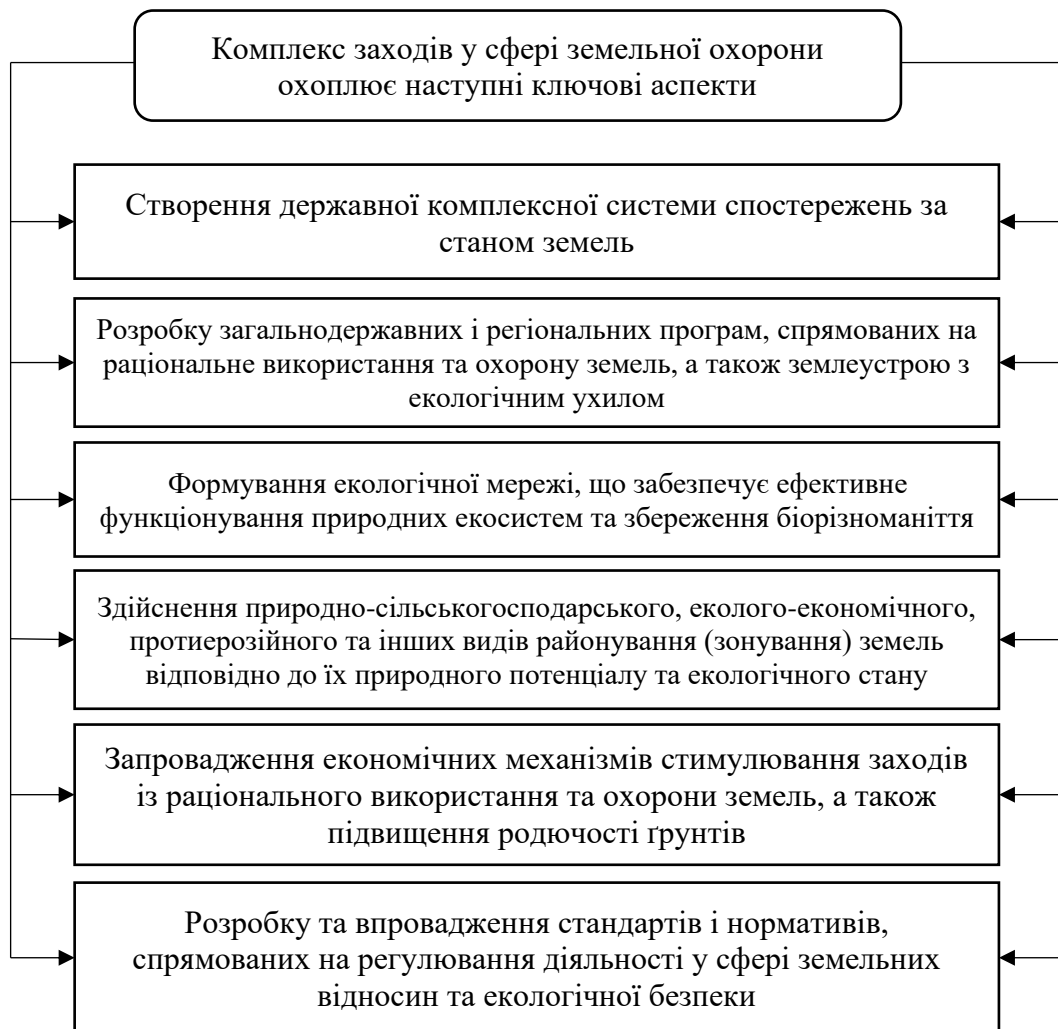 Комплекс заходів у сфері земельної охорони
охоплює наступні ключові аспекти
Створення державної комплексної системи спостережень за
станом земель
Розробку загальнодержавних і регіональних програм, спрямованих на
раціональне використання та охорону земель, а також землеустрою з
екологічним ухилом
Формування екологічної мережі, що забезпечує ефективне
функціонування природних екосистем та збереження біорізноманіття
Здійснення природно-сільськогосподарського, еколого-економічного,
протиерозійного та інших видів районування (зонування) земель
відповідно до їх природного потенціалу та екологічного стану
Запровадження економічних механізмів стимулювання заходів
із раціонального використання та охорони земель, а також
підвищення родючості ґрунтів
Розробку та впровадження стандартів і нормативів,
спрямованих на регулювання діяльності у сфері земельних
відносин та екологічної безпеки